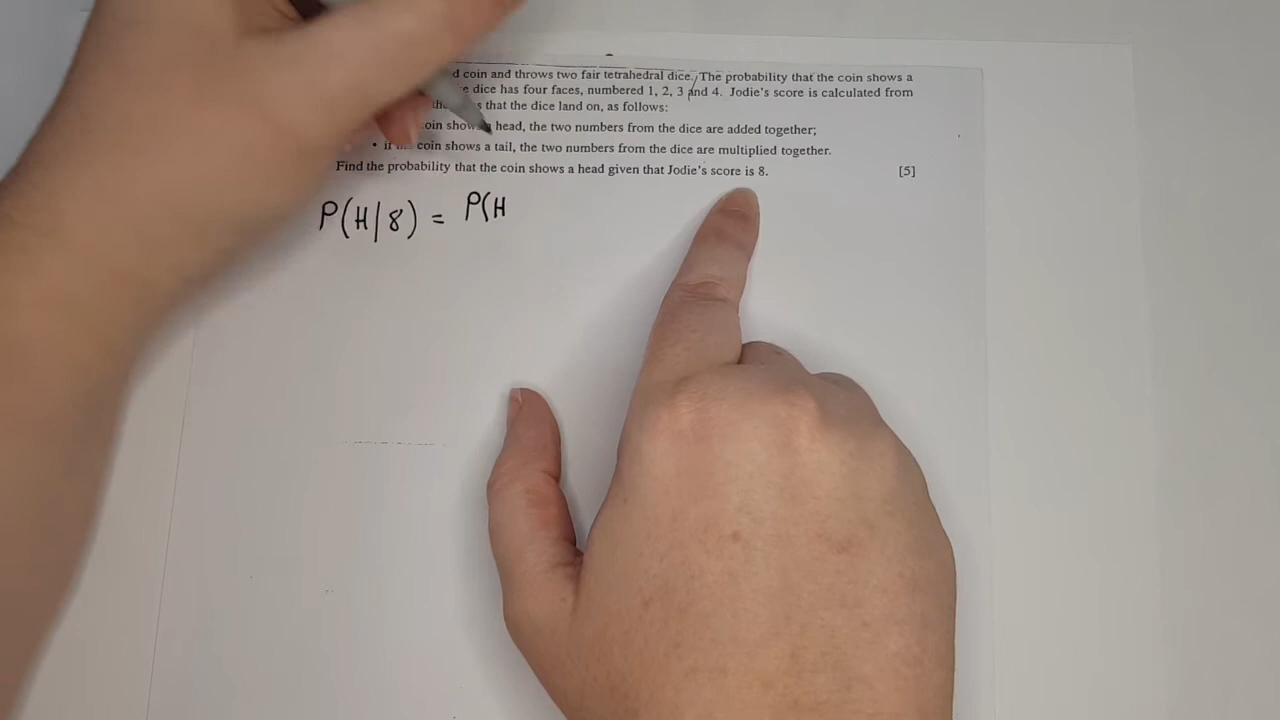 coin and throws two fair tetrahedral dice. The probability that the coin shows a
dice has four faces, numbered 1, 2, 3 and 4. Jodie's score is calculated from
that the dice land on, as follows:
head, the two numbers from the dice are added together;
• coin shows a tail, the two numbers from the dice are multiplied together.
Find the probability that the coin shows a head given that Jodie's score is 8. [5]
P(H/8) = P(H